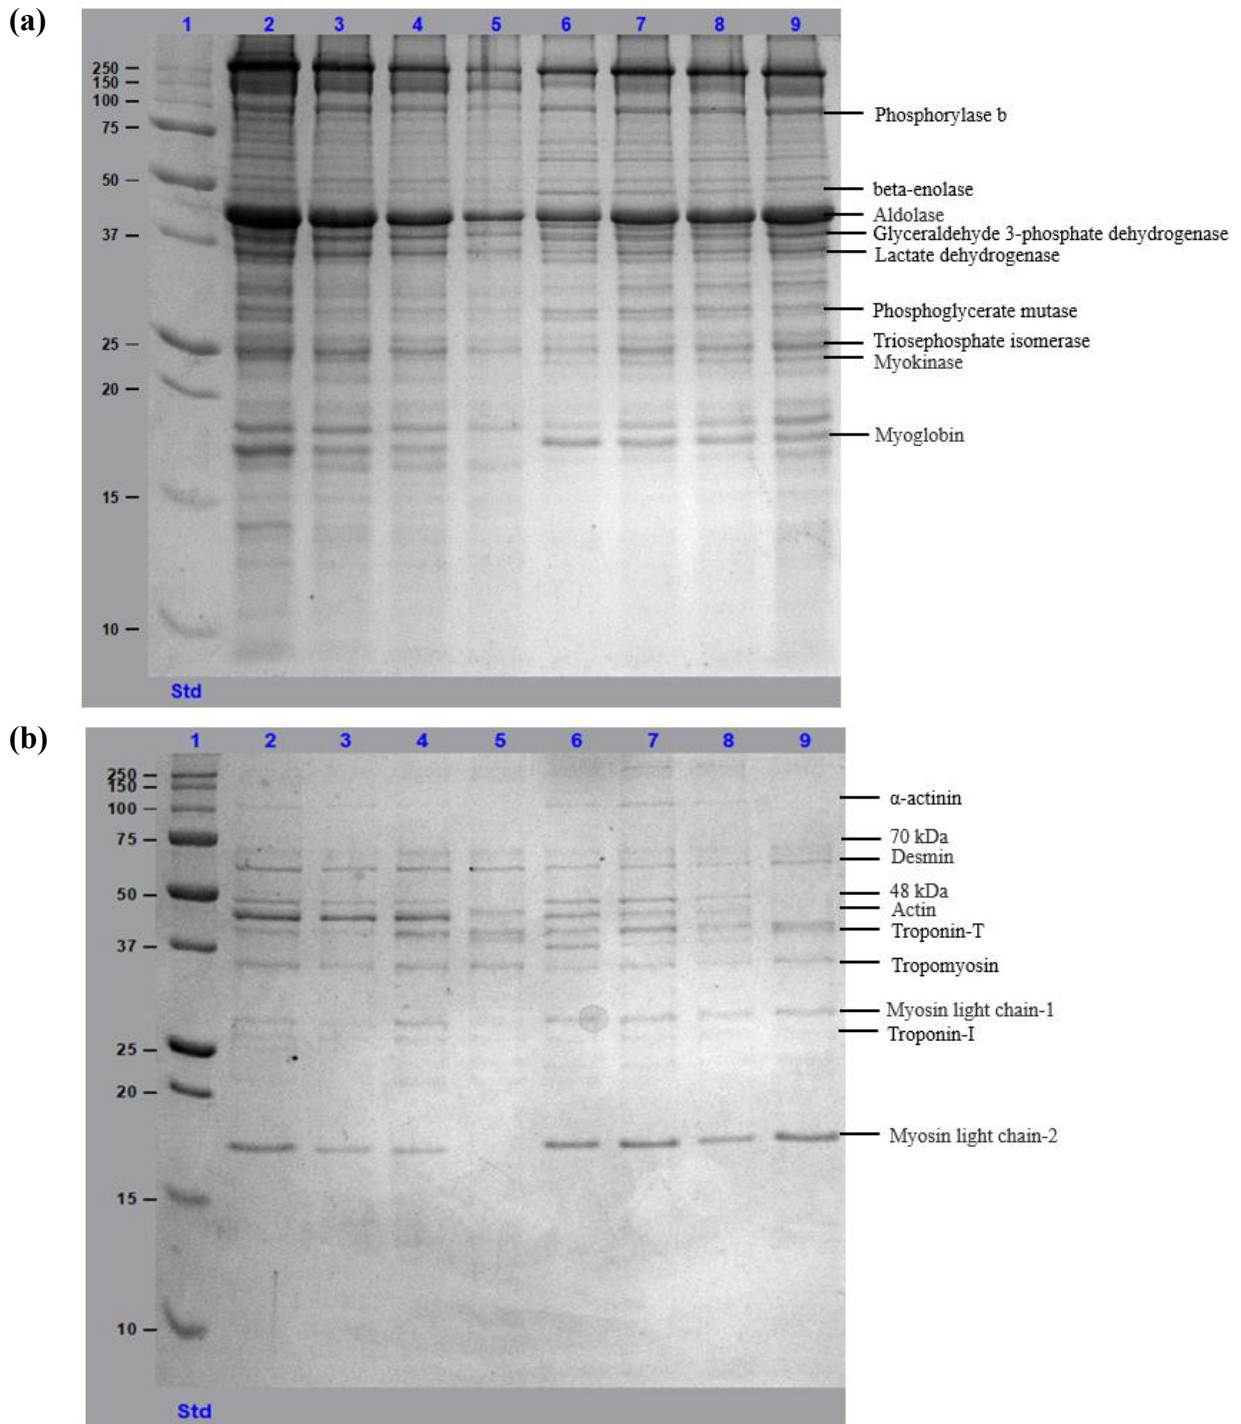 (a)
1 2 3 4 5 6 7 8 9
250
150
100
75
50
37
25
20
15
10
Phosphorylase b
beta-enolase
Aldolase
Glyceraldehyde 3-phosphate dehydrogenase
Lactate dehydrogenase
Phosphoglycerate mutase
Triosephosphate isomerase
Myokinase
Myoglobin
Std
(b)
1 2 3 4 5 6 7 8 9
250
150
100
75
50
37
25
20
15
10
α-actinin
70 kDa
Desmin
48 kDa
Actin
Troponin-T
Tropomyosin
Myosin light chain-1
Troponin-I
Myosin light chain-2
Std